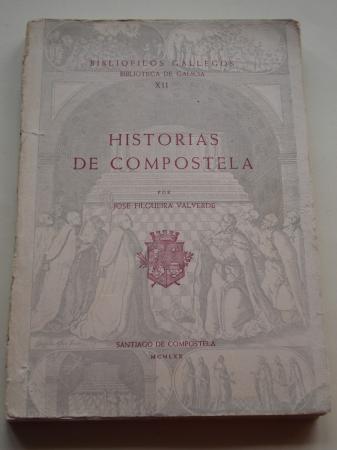 BIBLIOFILOS GALLEGOS
BIBLIOTECA DE GALICIA
XII
HISTORIAS
DE COMPOSTELA
POR
JOSE FILGUEIRA VALVERDE
SANTIAGO DE COMPOSTELA
MCMLXX